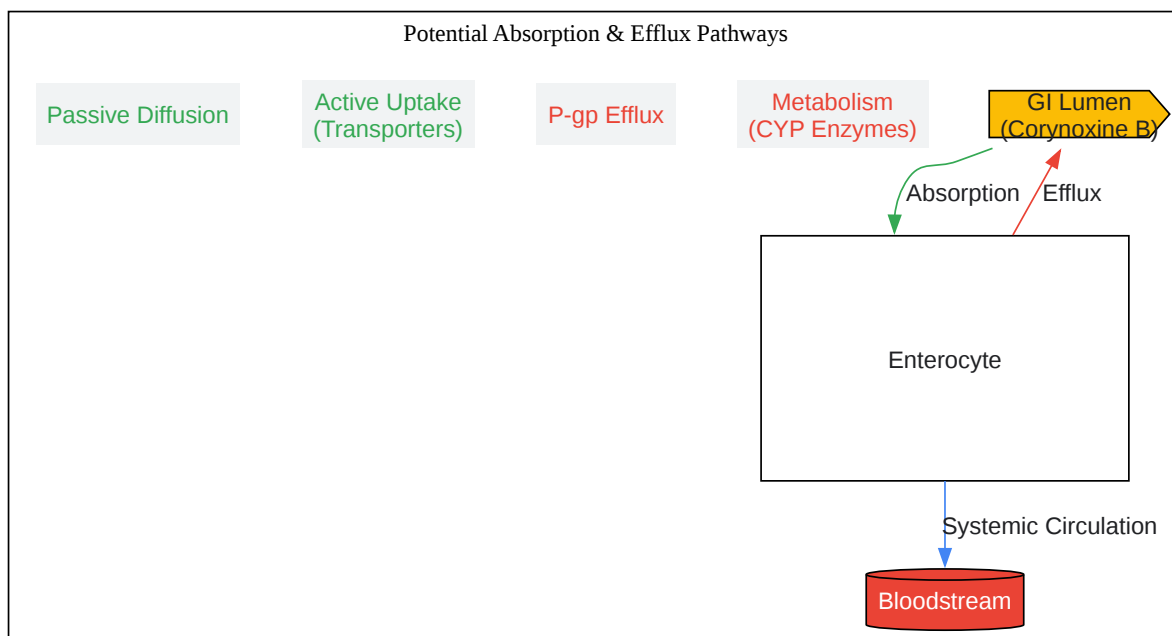 Potential Absorption & Efflux Pathways
Passive Diffusion
Active Uptake
(Transporters)
P-gp Efflux
Metabolism
(CYP Enzymes)
GI Lumen
(Corynoxine B)
Absorption
Efflux
Enterocyte
Systemic Circulation
Bloodstream